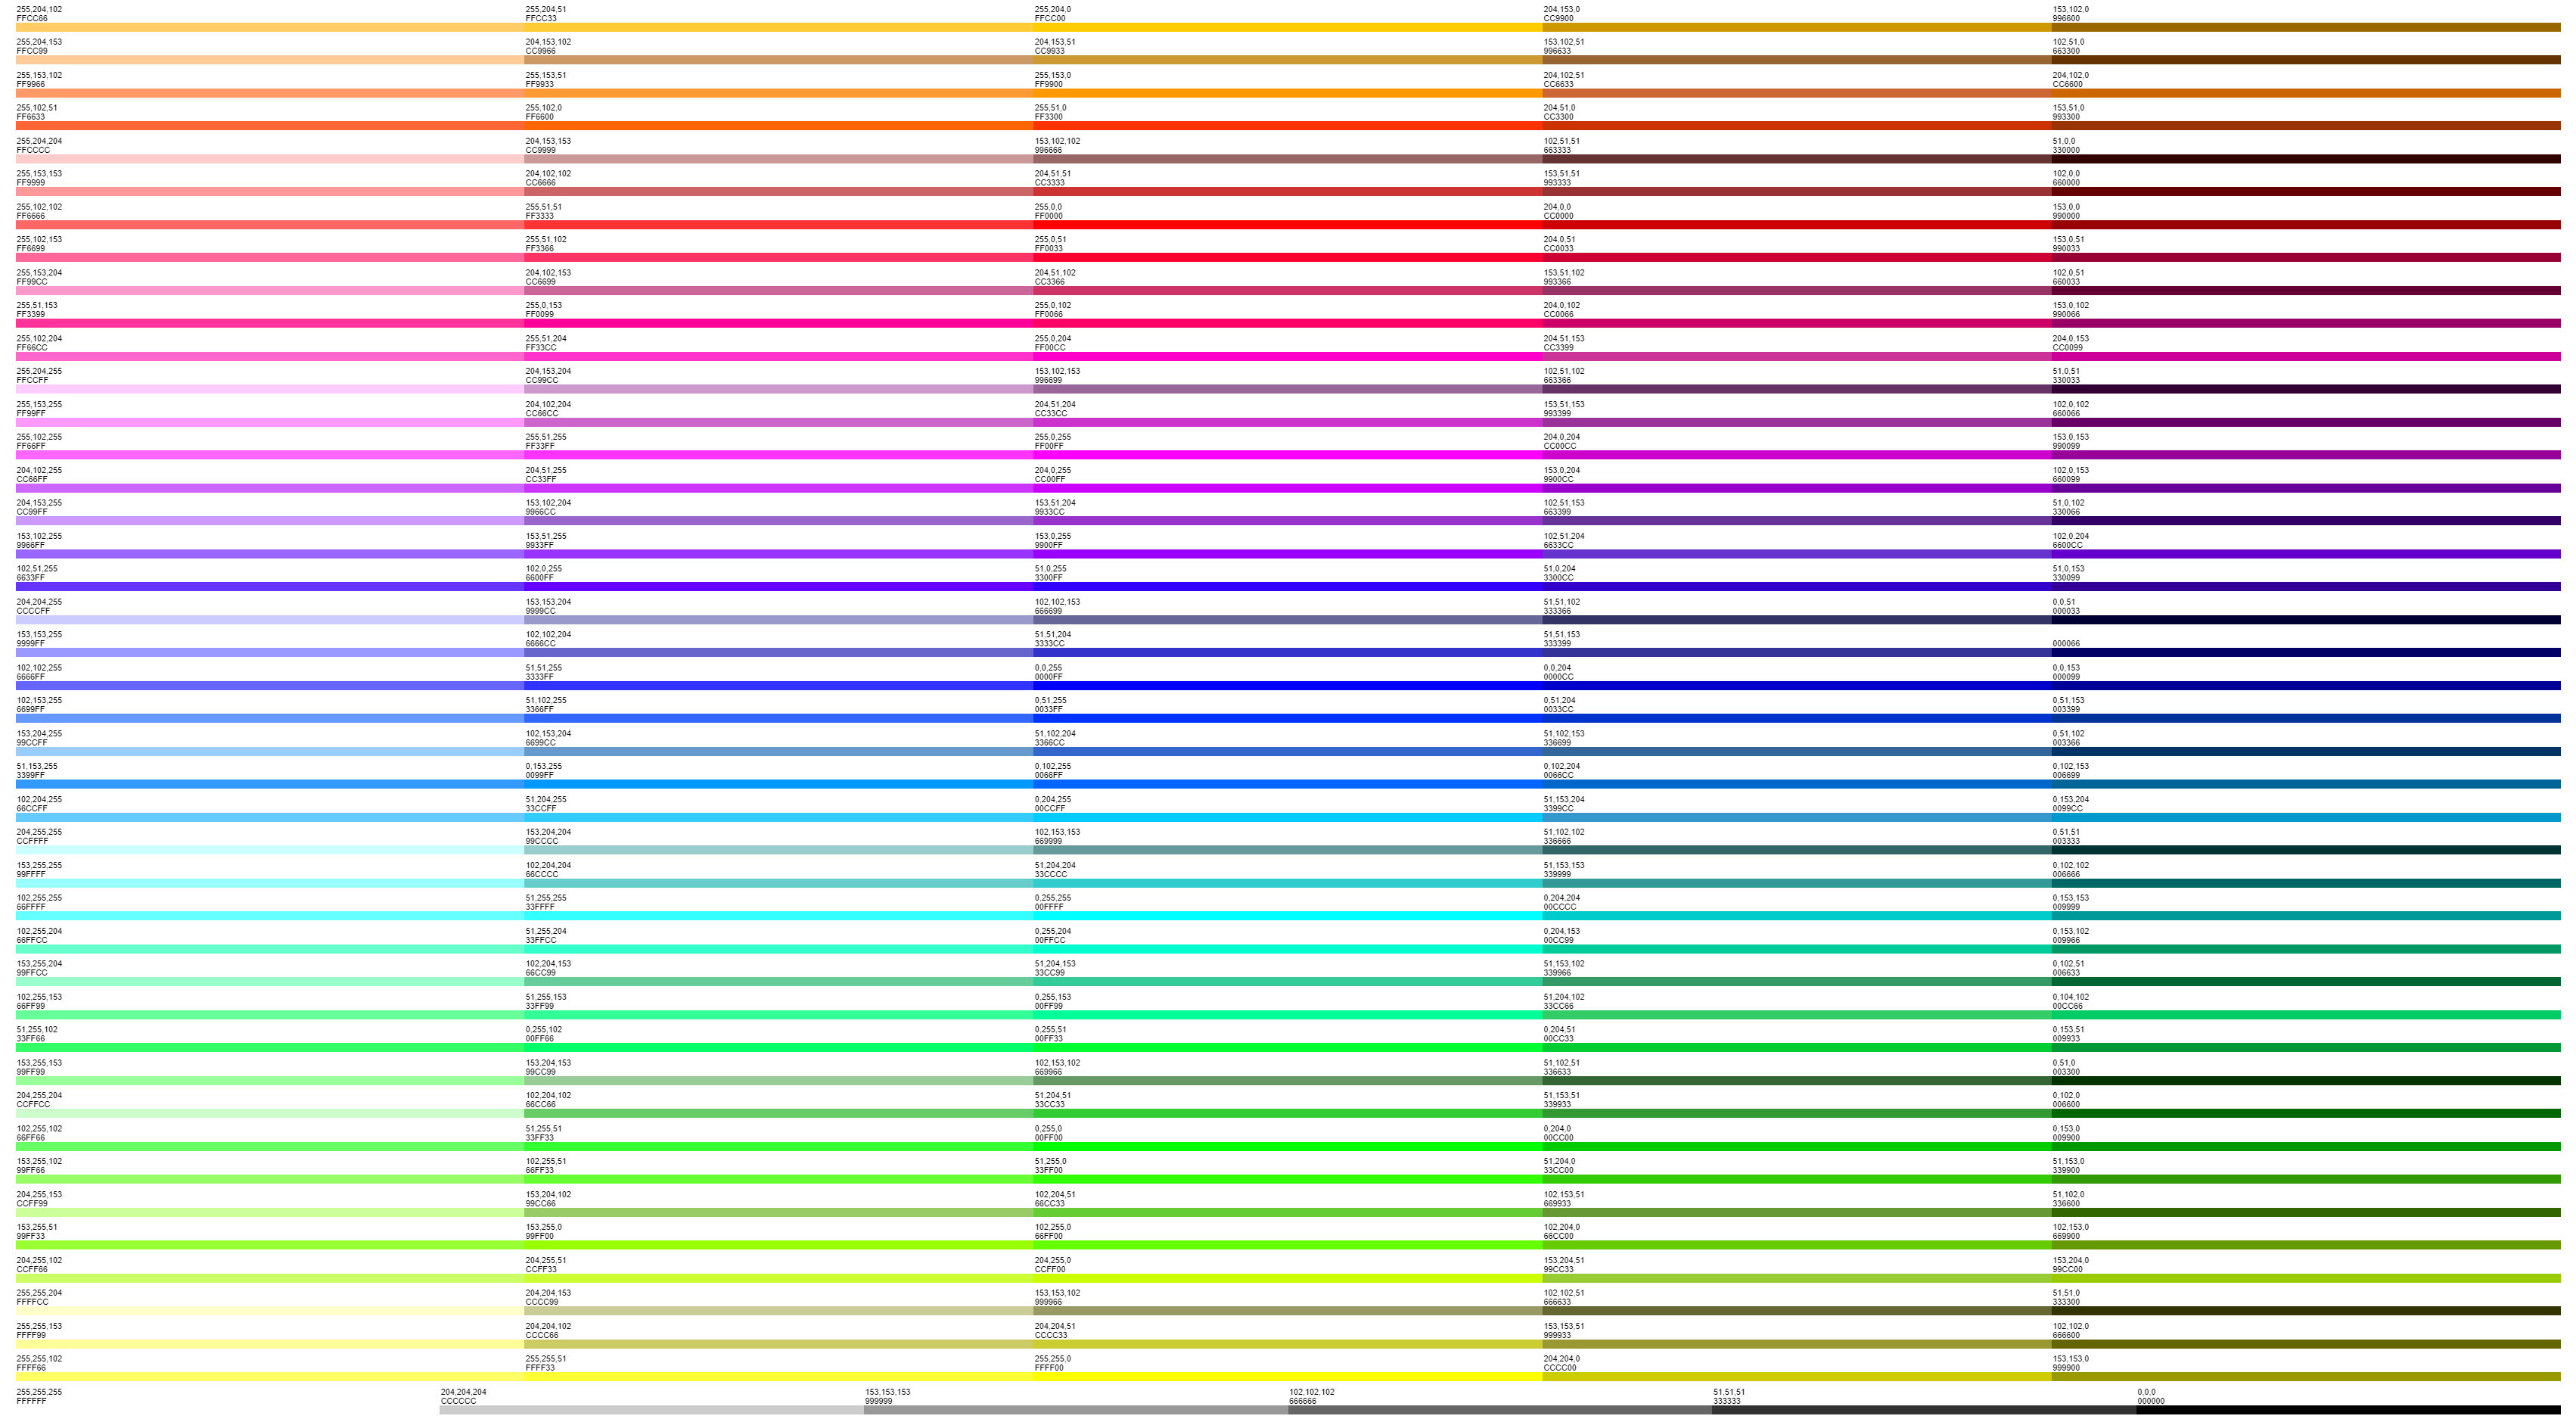 255,204,102 255,204,51 255,204,0 204,153,0 153,102,0
FFCC66 FFCC33 FFCC00 CC9900 996600
255,204,153 204,153,102 204,153,51 153,102,51 102,51,0
FFCC99 CC9966 CC9933 996633 663300
255,153,102 255,153,51 255,153,0 204,102,51 204,102,0
FF9966 FF9933 FF9900 CC6633 CC6600
255,102,51 255,102,0 255,51,0 204,51,0 153,51,0
FF6633 FF6600 FF3300 CC3300 993300
255,204,204 204,153,153 153,102,102 102,51,51 51,0,0
FFCCCC CC9999 996666 663333 330000
255,153,153 204,102,102 204,51,51 153,51,51 102,0,0
FF9999 CC6666 CC3333 993333 660000
255,102,102 255,51,51 255,0,0 204,0,0 153,0,0
FF6666 FF3333 FF0000 CC0000 990000
255,102,153 255,51,102 255,0,51 204,0,51 153,0,51
FF6699 FF3366 FF0033 CC0033 990033
255,153,204 204,102,153 204,51,102 153,51,102 102,0,51
FF99CC CC6699 CC3366 993366 660033
255,51,153 255,0,153 255,0,102 204,0,102 153,0,102
FF3399 FF0099 FF0066 CC0066 990066
255,102,204 255,51,204 255,0,204 204,51,153 204,0,153
FF66CC FF33CC FF00CC CC3399 CC0099
255,204,255 204,153,204 153,102,153 102,51,102 51,0,51
FFCCFF CC99CC 996699 663366 330033
255,153,255 204,102,204 204,51,204 153,51,153 102,0,102
FF99FF CC66CC CC33CC 993399 660066
255,102,255 255,51,255 255,0,255 204,0,204 153,0,153
FF66FF FF33FF FF00FF CC00CC 990099
204,102,255 204,51,255 204,0,255 153,0,204 102,0,153
CC66FF CC33FF CC00FF 9900CC 660099
204,153,255 153,102,204 153,51,204 102,51,153 51,0,102
CC99FF 9966CC 9933CC 663399 330066
153,102,255 153,51,255 153,0,255 102,51,204 102,0,204
9966FF 9933FF 9900FF 6633CC 6600CC
102,51,255 102,0,255 51,0,255 51,0,204 51,0,153
6633FF 6600FF 3300FF 3300CC 330099
204,204,255 153,153,204 102,102,153 51,51,102 0,0,51
CCCCFF 9999CC 666699 333366 000033
153,153,255 102,102,204 51,51,204 51,51,153
9999FF 6666CC 3333CC 333399 000066
102,102,255 51,51,255 0,0,255 0,0,204 0,0,153
6666FF 3333FF 0000FF 0000CC 000099
102,153,255 51,102,255 0,51,255 0,51,204 0,51,153
6699FF 3366FF 0033FF 0033CC 003399
153,204,255 102,153,204 51,102,204 51,102,153 0,51,102
99CCFF 6699CC 3366CC 336699 003366
51,153,255 0,153,255 0,102,255 0,102,204 0,102,153
3399FF 0099FF 0066FF 0066CC 006699
102,204,255 51,204,255 0,204,255 51,153,204 0,153,204
66CCFF 33CCFF 00CCFF 3399CC 0099CC
204,255,255 153,204,204 102,153,153 51,102,102 0,51,51
CCFFFF 99CCCC 669999 336666 003333
153,255,255 102,204,204 51,204,204 51,153,153 0,102,102
99FFFF 66CCCC 33CCCC 339999 006666
102,255,255 51,255,255 0,255,255 0,204,204 0,153,153
66FFFF 33FFFF 00FFFF 00CCCC 009999
102,255,204 51,255,204 0,255,204 0,204,153 0,153,102
66FFCC 33FFCC 00FFCC 00CC99 009966
153,255,204 102,204,153 51,204,153 51,153,102 0,102,51
99FFCC 66CC99 33CC99 339966 006633
102,255,153 51,255,153 0,255,153 51,204,102 0,104,102
66FF99 33FF99 00FF99 33CC66 00CC66
51,255,102 0,255,102 0,255,51 0,204,51 0,153,51
33FF66 00FF66 00FF33 00CC33 009933
153,255,153 153,204,153 102,153,102 51,102,51 0,51,0
99FF99 99CC99 669966 336633 003300
204,255,204 102,204,102 51,204,51 51,153,51 0,102,0
CCFFCC 66CC66 33CC33 339933 006600
102,255,102 51,255,51 0,255,0 0,204,0 0,153,0
66FF66 33FF33 00FF00 00CC00 009900
153,255,102 102,255,51 51,255,0 51,204,0 51,153,0
99FF66 66FF33 33FF00 33CC00 339900
204,255,153 153,204,102 102,204,51 102,153,51 51,102,0
CCFF99 99CC66 66CC33 669933 336600
153,255,51 153,255,0 102,255,0 102,204,0 102,153,0
99FF33 99FF00 66FF00 66CC00 669900
204,255,102 204,255,51 204,255,0 153,204,51 153,204,0
CCFF66 CCFF33 CCFF00 99CC33 99CC00
255,255,204 204,204,153 153,153,102 102,102,51 51,51,0
FFFFCC CCCC99 999966 666633 333300
255,255,153 204,204,102 204,204,51 153,153,51 102,102,0
FFFF99 CCCC66 CCCC33 999933 666600
255,255,102 255,255,51 255,255,0 204,204,0 153,153,0
FFFF66 FFFF33 FFFF00 CCCC00 999900
255,255,255 204,204,204 153,153,153 102,102,102 51,51,51 0,0,0
FFFFFF CCCCCC 999999 666666 333333 000000